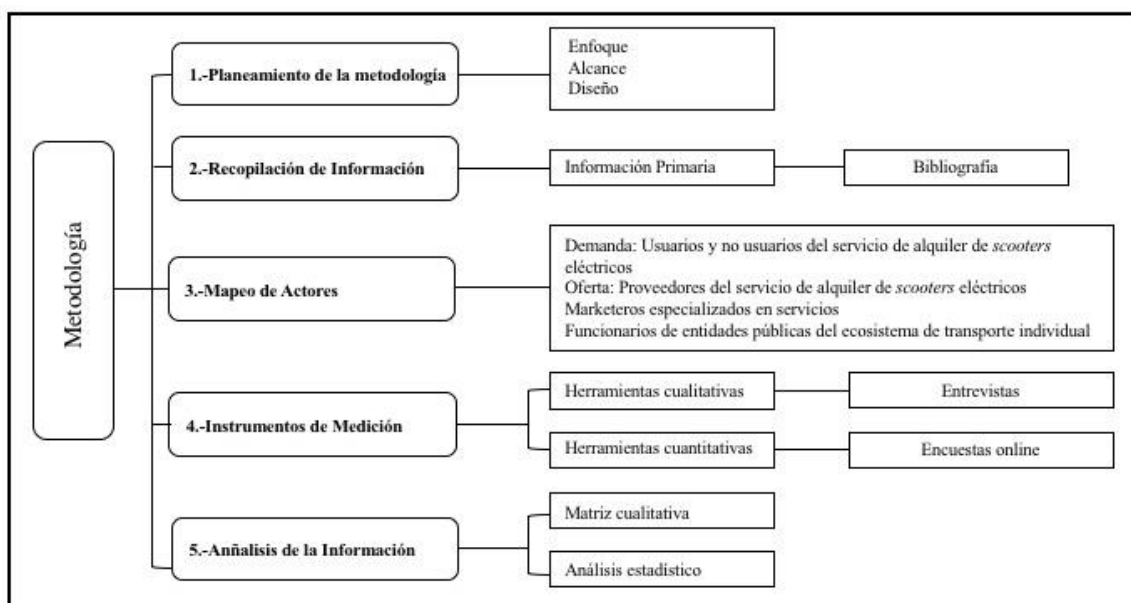 Metodología
1.-Planeamiento de la metodología
Enfoque
Alcance
Diseño
2.-Recopilación de Información
Información Primaria
Bibliografía
3.-Mapeo de Actores
Demanda: Usuarios y no usuarios del servicio de alquiler de scooters
eléctricos
Oferta: Proveedores del servicio de alquiler de scooters eléctricos
Marketeros especializados en servicios
Funcionarios de entidades públicas del ecosistema de transporte individual
4.-Instrumentos de Medición
Herramientas cualitativas
Entrevistas
Herramientas cuantitativas
Encuestas online
5.-Anñalisis de la Información
Matriz cualitativa
Análisis estadístico